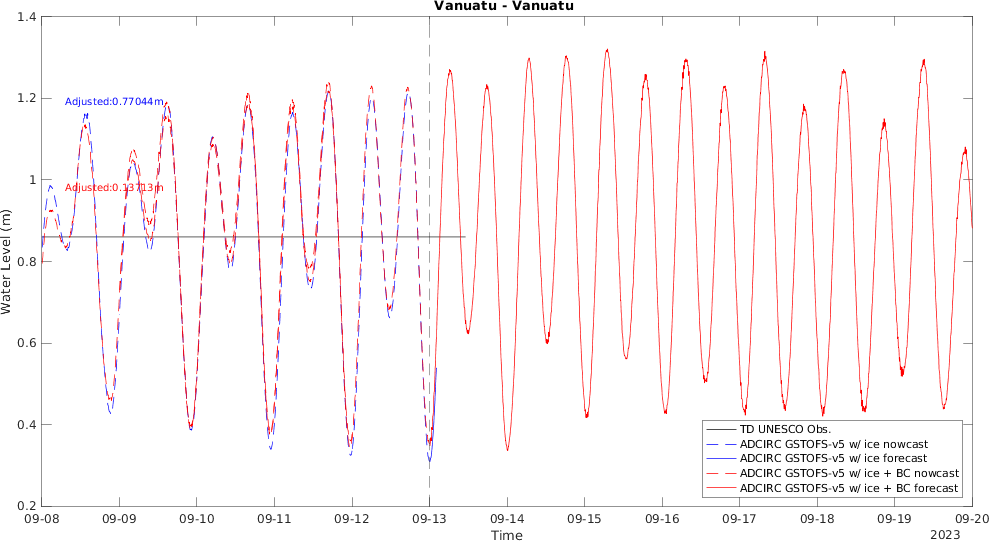 Vanuatu - Vanuatu
1.4
1.2
1
0.8
0.6
0.4
0.2
Water Level (m)
Adjusted:0.77044m
Adjusted:0.13713m
TD UNESCO Obs.
ADCIRC GSTOFS-v5 w/ ice nowcast
ADCIRC GSTOFS-v5 w/ ice forecast
ADCIRC GSTOFS-v5 w/ ice + BC nowcast
ADCIRC GSTOFS-v5 w/ ice + BC forecast
09-08 09-09 09-10 09-11 09-12 09-13 09-14 09-15 09-16 09-17 09-18 09-19 09-20
Time
2023